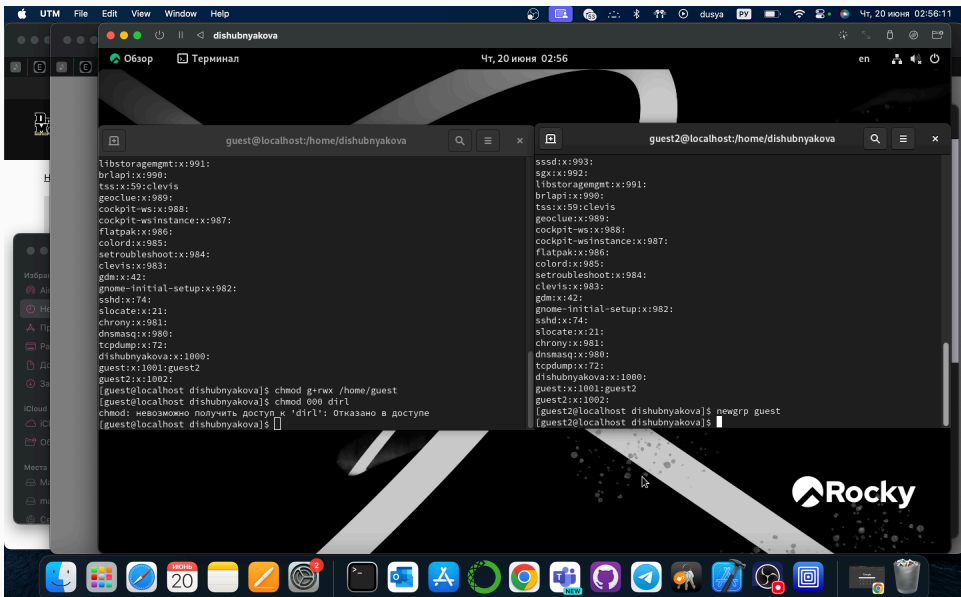 UTM File Edit View Window Help
63
dusya РУ Чт, 20 июня 02:56:11
dishubnyakova
Обзор Терминал Чт, 20 июня 02:56 en
guest@localhost:/home/dishubnyakova
libstoragemgmt:x:991:
brlapi:x:990:
tss:x:59:clevis
geoclue:x:989:
cockpit-ws:x:988:
cockpit-wsinstance:x:987:
flatpak:x:986:
colord:x:985:
setroubleshoot:x:984:
clevis:x:983:
gdm:x:42:
gnome-initial-setup:x:982:
sshd:x:74:
slocate:x:21:
chrony:x:981:
dnsmasq:x:980:
tcpdump:x:72:
dishubnyakova:x:1000:
guest:x:1001:guest2
guest2:x:1002:
[guest@localhost dishubnyakova]$ chmod g+rwx /home/guest
[guest@localhost dishubnyakova]$ chmod 000 dirl
chmod: невозможно получить доступ к 'dirl': Отказано в доступе
[guest@localhost dishubnyakova]$
guest2@localhost:/home/dishubnyakova
sssd:x:993:
sgx:x:992:
libstoragemgmt:x:991:
brlapi:x:990:
tss:x:59:clevis
geoclue:x:989:
cockpit-ws:x:988:
cockpit-wsinstance:x:987:
flatpak:x:986:
colord:x:985:
setroubleshoot:x:984:
clevis:x:983:
gdm:x:42:
gnome-initial-setup:x:982:
sshd:x:74:
slocate:x:21:
chrony:x:981:
dnsmasq:x:980:
tcpdump:x:72:
dishubnyakova:x:1000:
guest:x:1001:guest2
guest2:x:1002:
[guest2@localhost dishubnyakova]$ newgrp guest
[guest2@localhost dishubnyakova]$
Rocky
iCloud
Места
ИЮНЬ
20
2
NEW